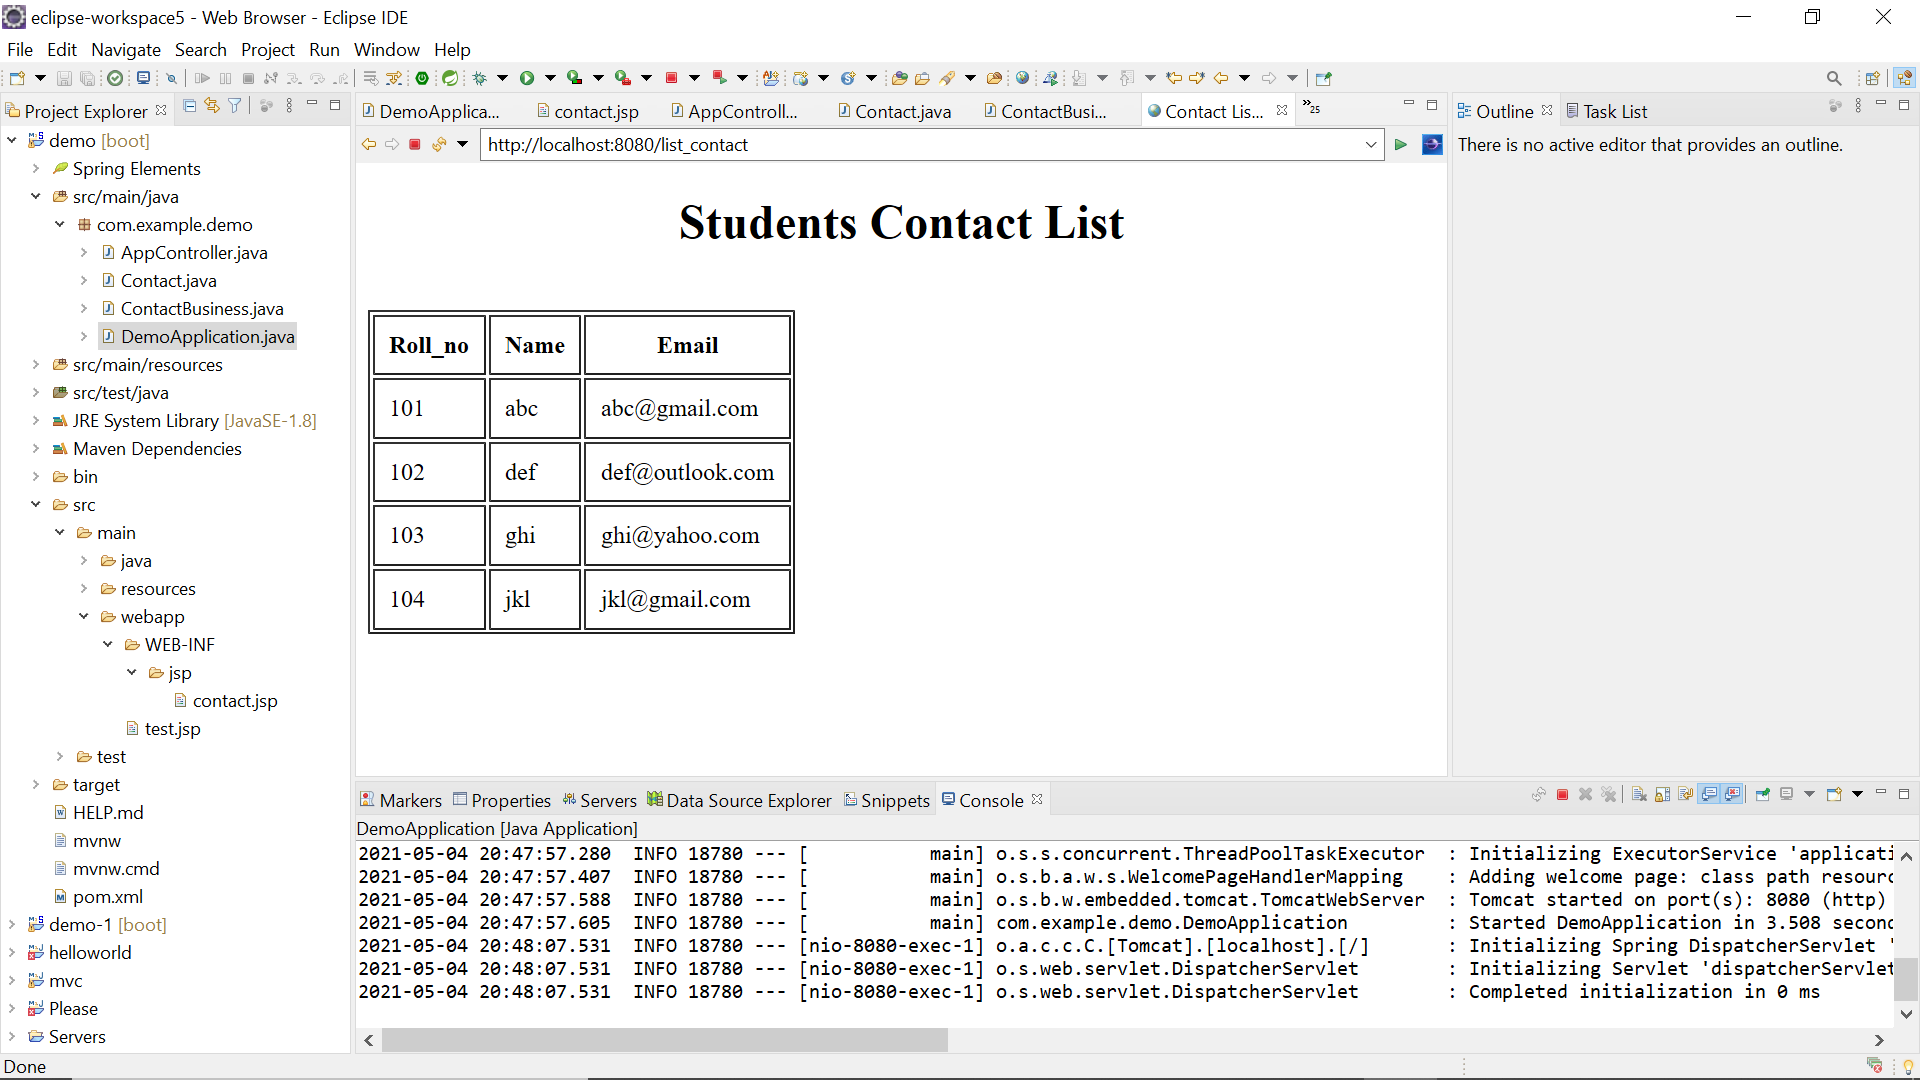 eclipse-workspace5 - Web Browser - Eclipse IDE
File Edit Navigate Search Project Run Window Help
Project Explorer
demo [boot]
Spring Elements
src/main/java
com.example.demo
AppController.java
Contact.java
ContactBusiness.java
DemoApplication.java
src/main/resources
src/test/java
JRE System Library [JavaSE-1.8]
Maven Dependencies
bin
src
main
java
resources
webapp
WEB-INF
jsp
contact.jsp
test.jsp
test
target
HELP.md
mvnw
mvnw.cmd
pom.xml
demo-1 [boot]
helloworld
mvc
Please
Servers
DemoApplica... contact.jsp AppControll... Contact.java ContactBusi... Contact Lis... »25
http://localhost:8080/list_contact
Students Contact List
Roll_no Name Email
101 abc abc@gmail.com
102 def def@outlook.com
103 ghi ghi@yahoo.com
104 jkl jkl@gmail.com
Outline Task List
There is no active editor that provides an outline.
Markers Properties Servers Data Source Explorer Snippets Console
DemoApplication [Java Application]
2021-05-04 20:47:57.280  INFO 18780 --- [           main] o.s.s.concurrent.ThreadPoolTaskExecutor  : Initializing ExecutorService 'applicati
2021-05-04 20:47:57.407  INFO 18780 --- [           main] o.s.b.a.w.s.WelcomePageHandlerMapping    : Adding welcome page: class path resourc
2021-05-04 20:47:57.588  INFO 18780 --- [           main] o.s.b.w.embedded.tomcat.TomcatWebServer  : Tomcat started on port(s): 8080 (http)
2021-05-04 20:47:57.605  INFO 18780 --- [           main] com.example.demo.DemoApplication         : Started DemoApplication in 3.508 second
2021-05-04 20:48:07.531  INFO 18780 --- [nio-8080-exec-1] o.a.c.c.C.[Tomcat].[localhost].[/]       : Initializing Spring DispatcherServlet '
2021-05-04 20:48:07.531  INFO 18780 --- [nio-8080-exec-1] o.s.web.servlet.DispatcherServlet        : Initializing Servlet 'dispatcherServlet
2021-05-04 20:48:07.531  INFO 18780 --- [nio-8080-exec-1] o.s.web.servlet.DispatcherServlet        : Completed initialization in 0 ms
Done